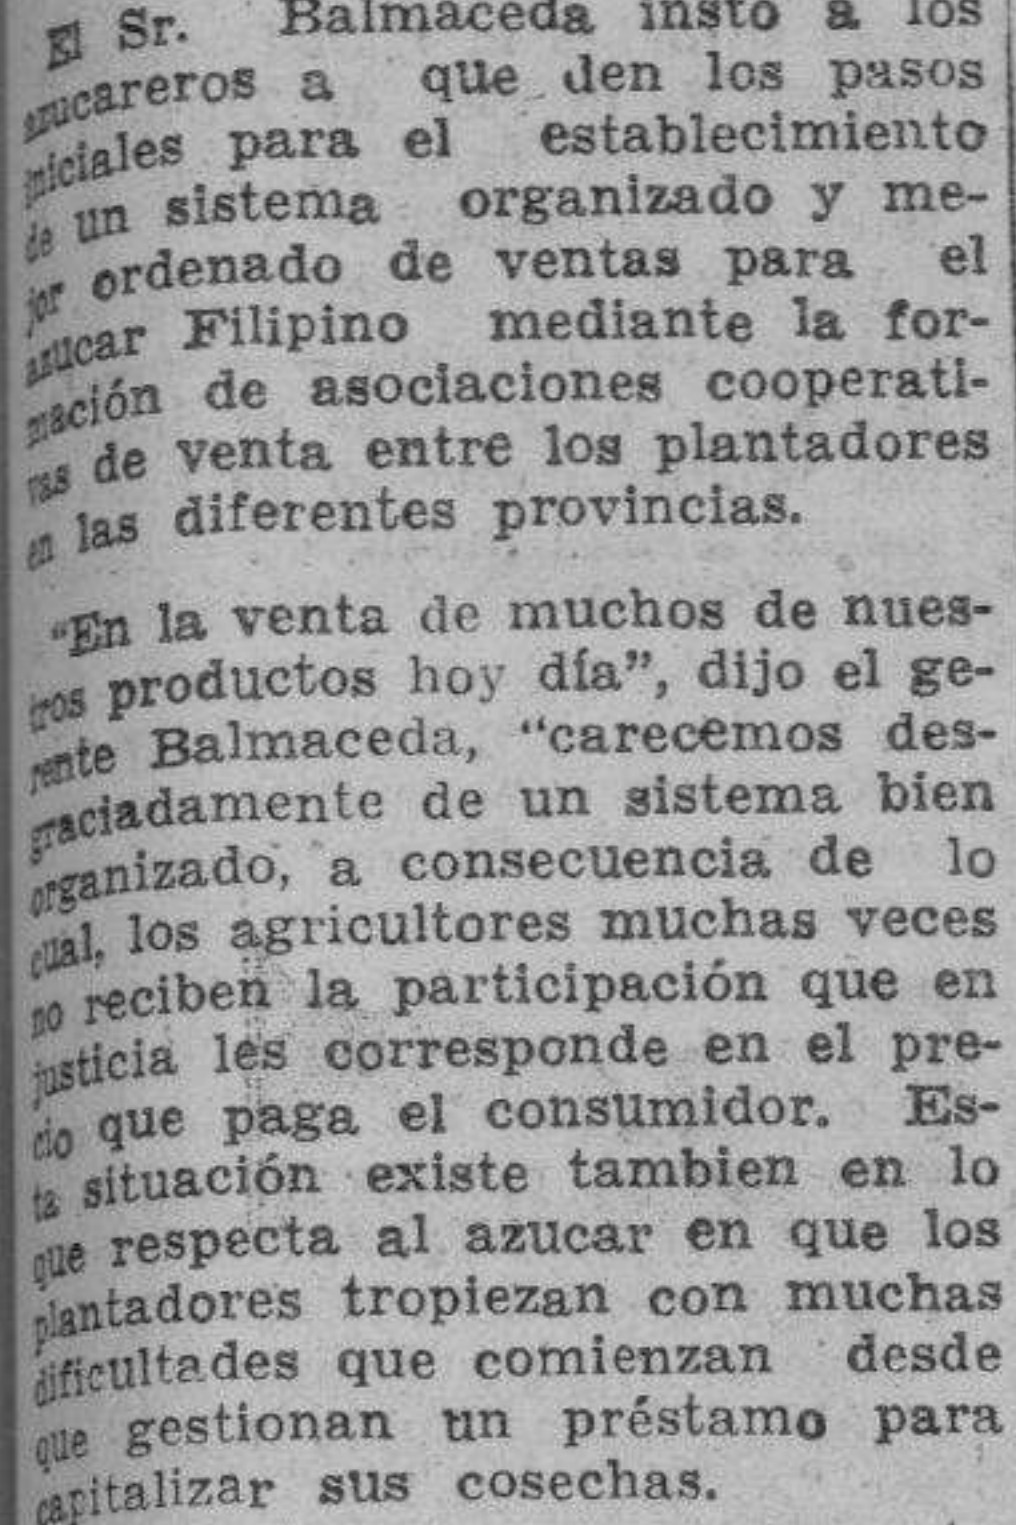 El Sr. Balmaceda instó a los
azucareros a que den los pasos
iniciales para el establecimiento
de un sistema organizado y me-
jor ordenado de ventas para el
azucar Filipino mediante la for-
mación de asociaciones cooperati-
vas de venta entre los plantadores
en las diferentes provincias.
“En la venta de muchos de nues-
tros productos hoy día”, dijo el ge-
rente Balmaceda, “carecemos des-
graciadamente de un sistema bien
organizado, a consecuencia de lo
cual, los agricultores muchas veces
no reciben la participación que en
justicia les corresponde en el pre-
cio que paga el consumidor. Es-
ta situación existe tambien en lo
que respecta al azucar en que los
plantadores tropiezan con muchas
dificultades que comienzan desde
que gestionan un préstamo para
capitalizar sus cosechas.